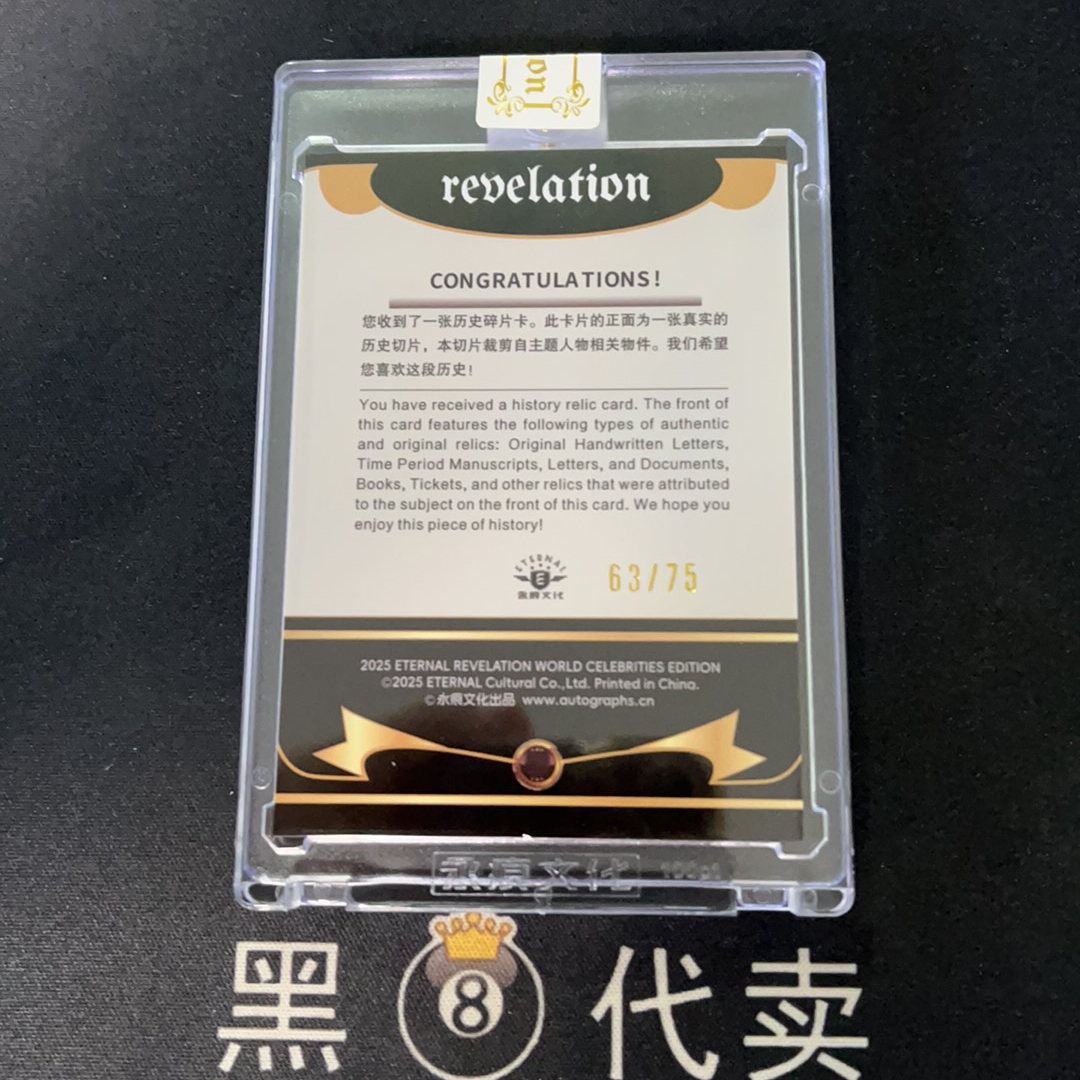 on
revelation
CONGRATULATIONS!
您收到了一张历史碎片卡。此卡片的正面为一张真实的
历史切片，本切片裁剪自主题人物相关物件。我们希望
您喜欢这段历史!
You have received a history relic card. The front of
this card features the following types of authentic
and original relics: Original Handwritten Letters,
Time Period Manuscripts, Letters, and Documents,
Books, Tickets, and other relics that were attributed
to the subject on the front of this card. We hope you
enjoy this piece of history!
ETERNAL
E
永痕文化
63/75
2025 ETERNAL REVELATION WORLD CELEBRITIES EDITION
©2025 ETERNAL Cultural Co.,Ltd. Printed in China.
©永痕文化出品 www.autographs.cn
永痕文化
黑 8 代卖